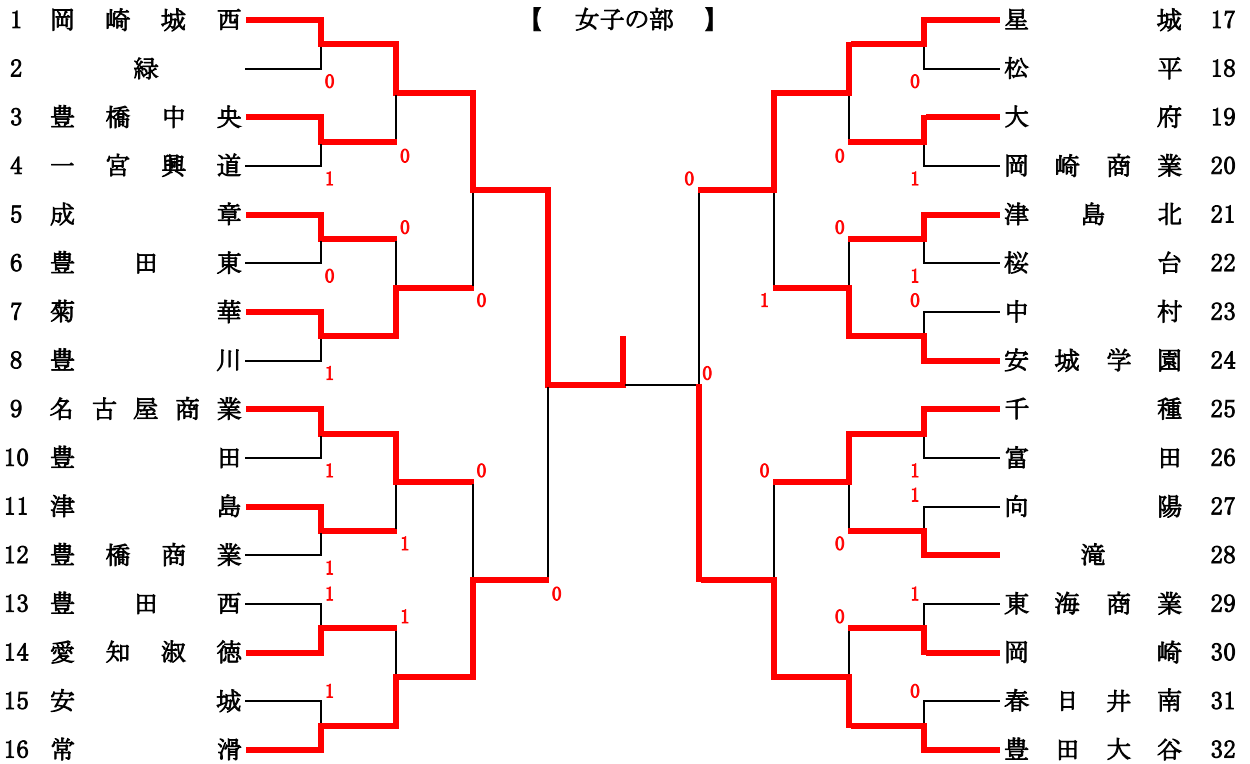 【 女子の部 】
1 岡崎城西
2 緑
0
3 豊橋中央
0
4 一宮興道
1
5 成章
0
6 豊田東
0
7 菊華
0
8 豊川
1
9 名古屋商業
10 豊田
1
0
11 津島
1
12 豊橋商業
1
13 豊田西
1
1
14 愛知淑徳
15 安城
1
16 常滑
0
星城 17
松平 18
0
大府 19
0
岡崎商業 20
1
0
津島北 21
0
桜台 22
1
中村 23
0
1
安城学園 24
0
千種 25
富田 26
1
0
向陽 27
1
滝 28
0
東海商業 29
1
0
岡崎 30
春日井南 31
0
豊田大谷 32